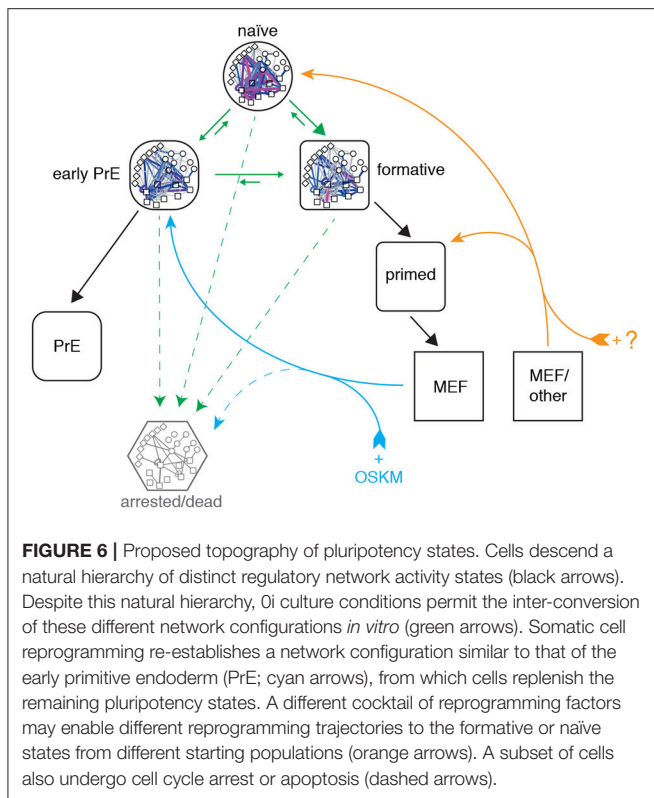 naïve
early PrE
formative
primed
PrE
MEF
MEF/
other
+ ?
+
OSKM
arrested/dead
FIGURE 6 | Proposed topography of pluripotency states. Cells descend a
natural hierarchy of distinct regulatory network activity states (black arrows).
Despite this natural hierarchy, 0i culture conditions permit the inter-conversion
of these different network configurations in vitro (green arrows). Somatic cell
reprogramming re-establishes a network configuration similar to that of the
early primitive endoderm (PrE; cyan arrows), from which cells replenish the
remaining pluripotency states. A different cocktail of reprogramming factors
may enable different reprogramming trajectories to the formative or naïve
states from different starting populations (orange arrows). A subset of cells
also undergo cell cycle arrest or apoptosis (dashed arrows).